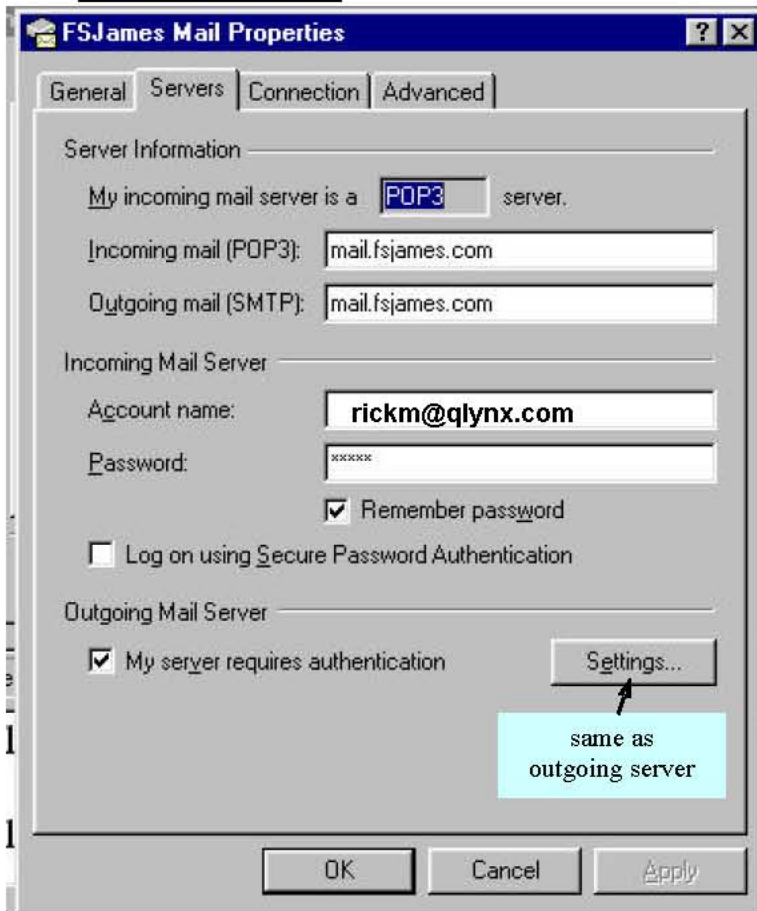 FSJames Mail Properties
General Servers Connection Advanced
Server Information
My incoming mail server is a POP3 server.
Incoming mail (POP3): mail.fsjames.com
Outgoing mail (SMTP): mail.fsjames.com
Incoming Mail Server
Account name: rickm@qlynx.com
Password: *****
Remember password
Log on using Secure Password Authentication
Outgoing Mail Server
My server requires authentication Settings...
same as
outgoing server
OK Cancel Apply